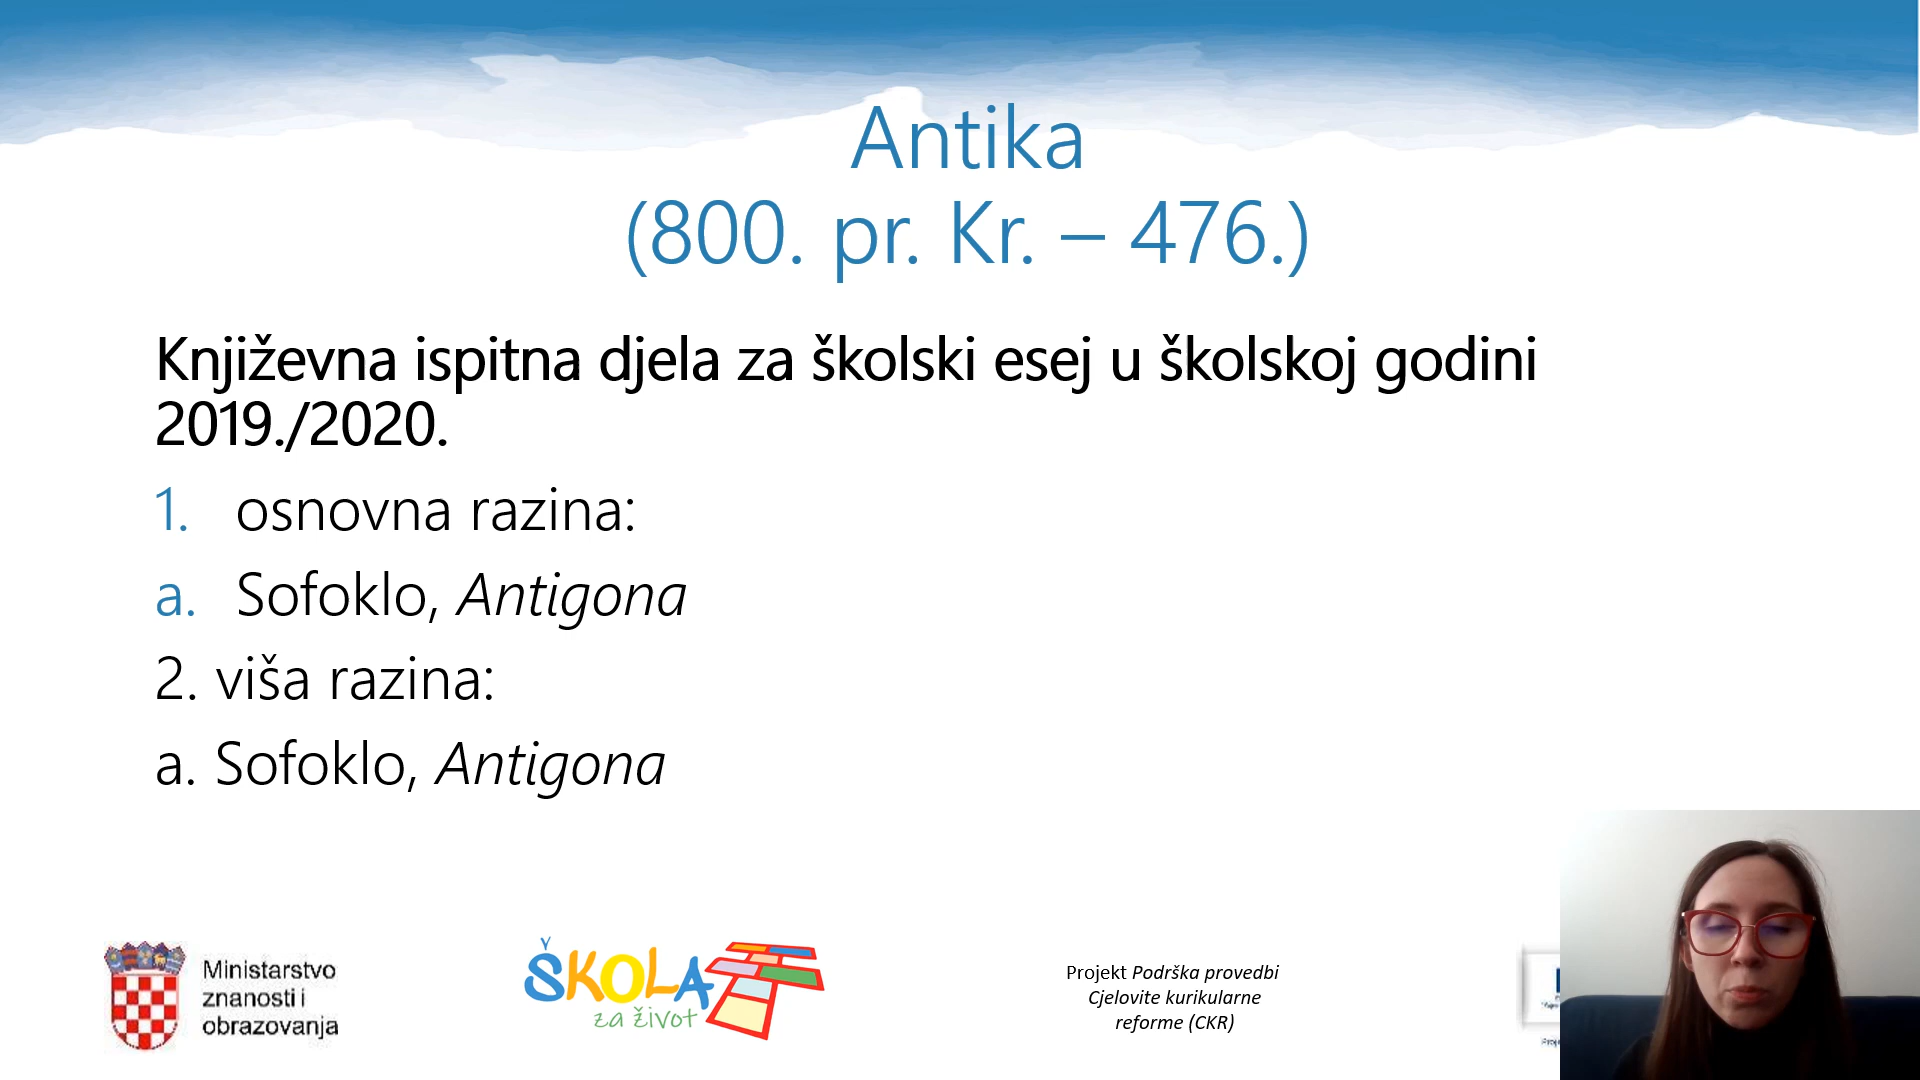 Antika
(800. pr. Kr. – 476.)
Književna ispitna djela za školski esej u školskoj godini
2019./2020.
1. osnovna razina:
a. Sofoklo, Antigona
2. viša razina:
a. Sofoklo, Antigona
Ministarstvo
znanosti i
obrazovanja
ŠKOLA
za život
Projekt Podrška provedbi
Cjelovite kurikularne
reforme (CKR)